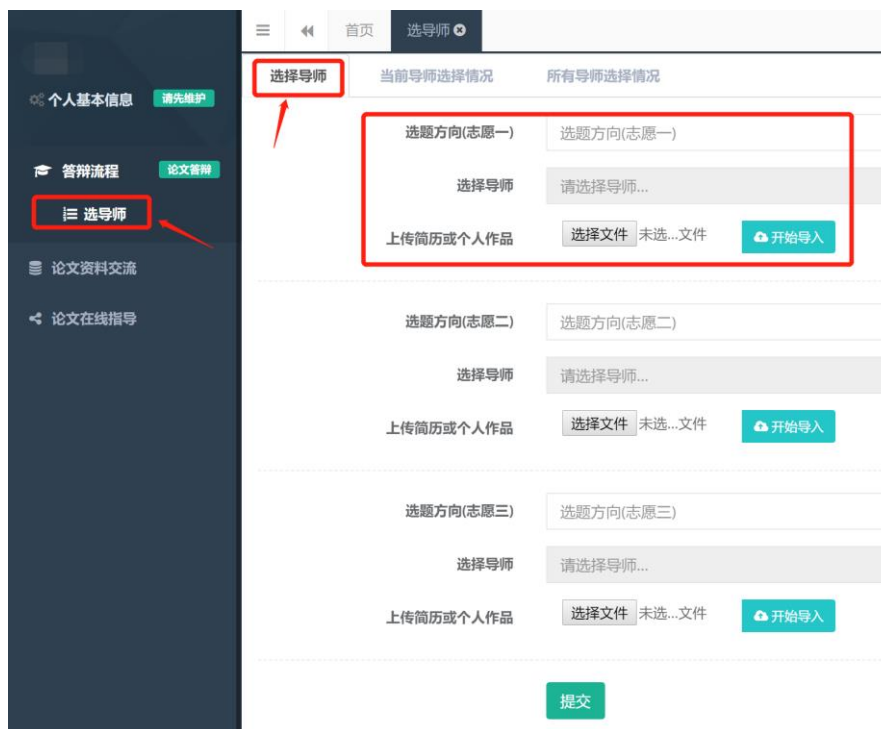 首页 选导师
选择导师 当前导师选择情况 所有导师选择情况
个人基本信息 请先维护
答辩流程 论文答辩
选导师
论文资料交流
论文在线指导
选题方向(志愿一) 选题方向(志愿一)
选择导师 请选择导师...
上传简历或个人作品 选择文件 未选...文件 开始导入
选题方向(志愿二) 选题方向(志愿二)
选择导师 请选择导师...
上传简历或个人作品 选择文件 未选...文件 开始导入
选题方向(志愿三) 选题方向(志愿三)
选择导师 请选择导师...
上传简历或个人作品 选择文件 未选...文件 开始导入
提交